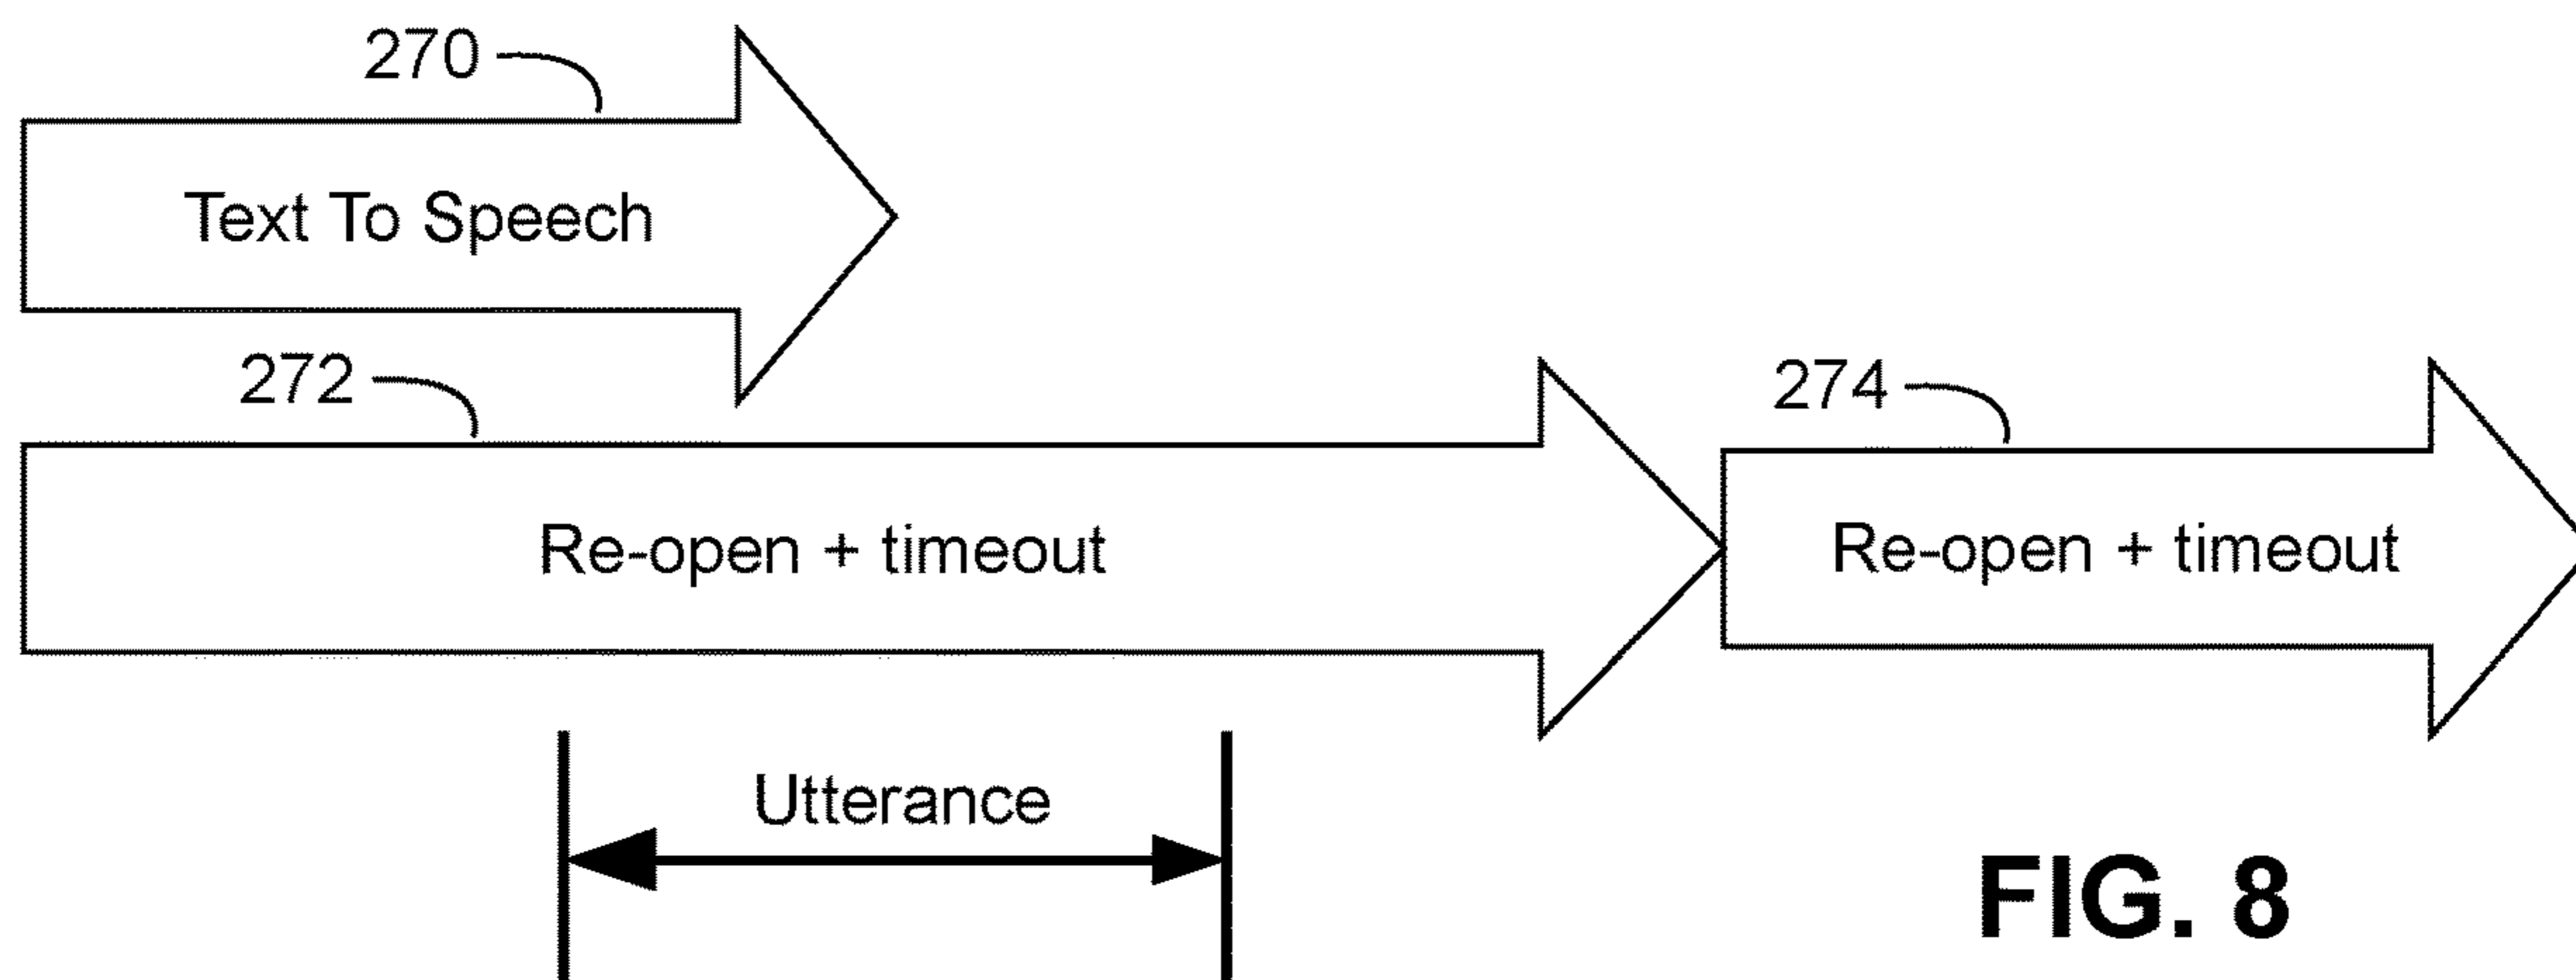 270
Text To Speech
272
274
Re-open + timeout
Re-open + timeout
Utterance
FIG. 8